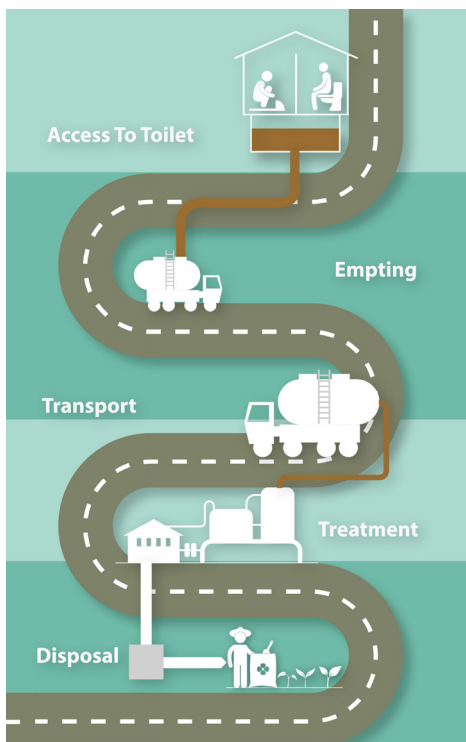 Access To Toilet
Empting
Transport
Treatment
Disposal